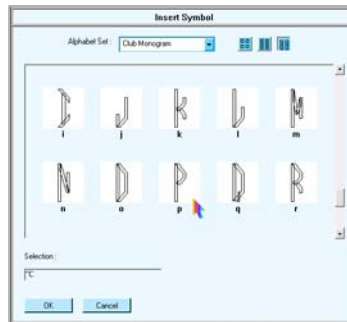 Insert Symbol
Alphabet Set : Club Monogram
i j k l m
n o p q r
Selection :
OK Cancel